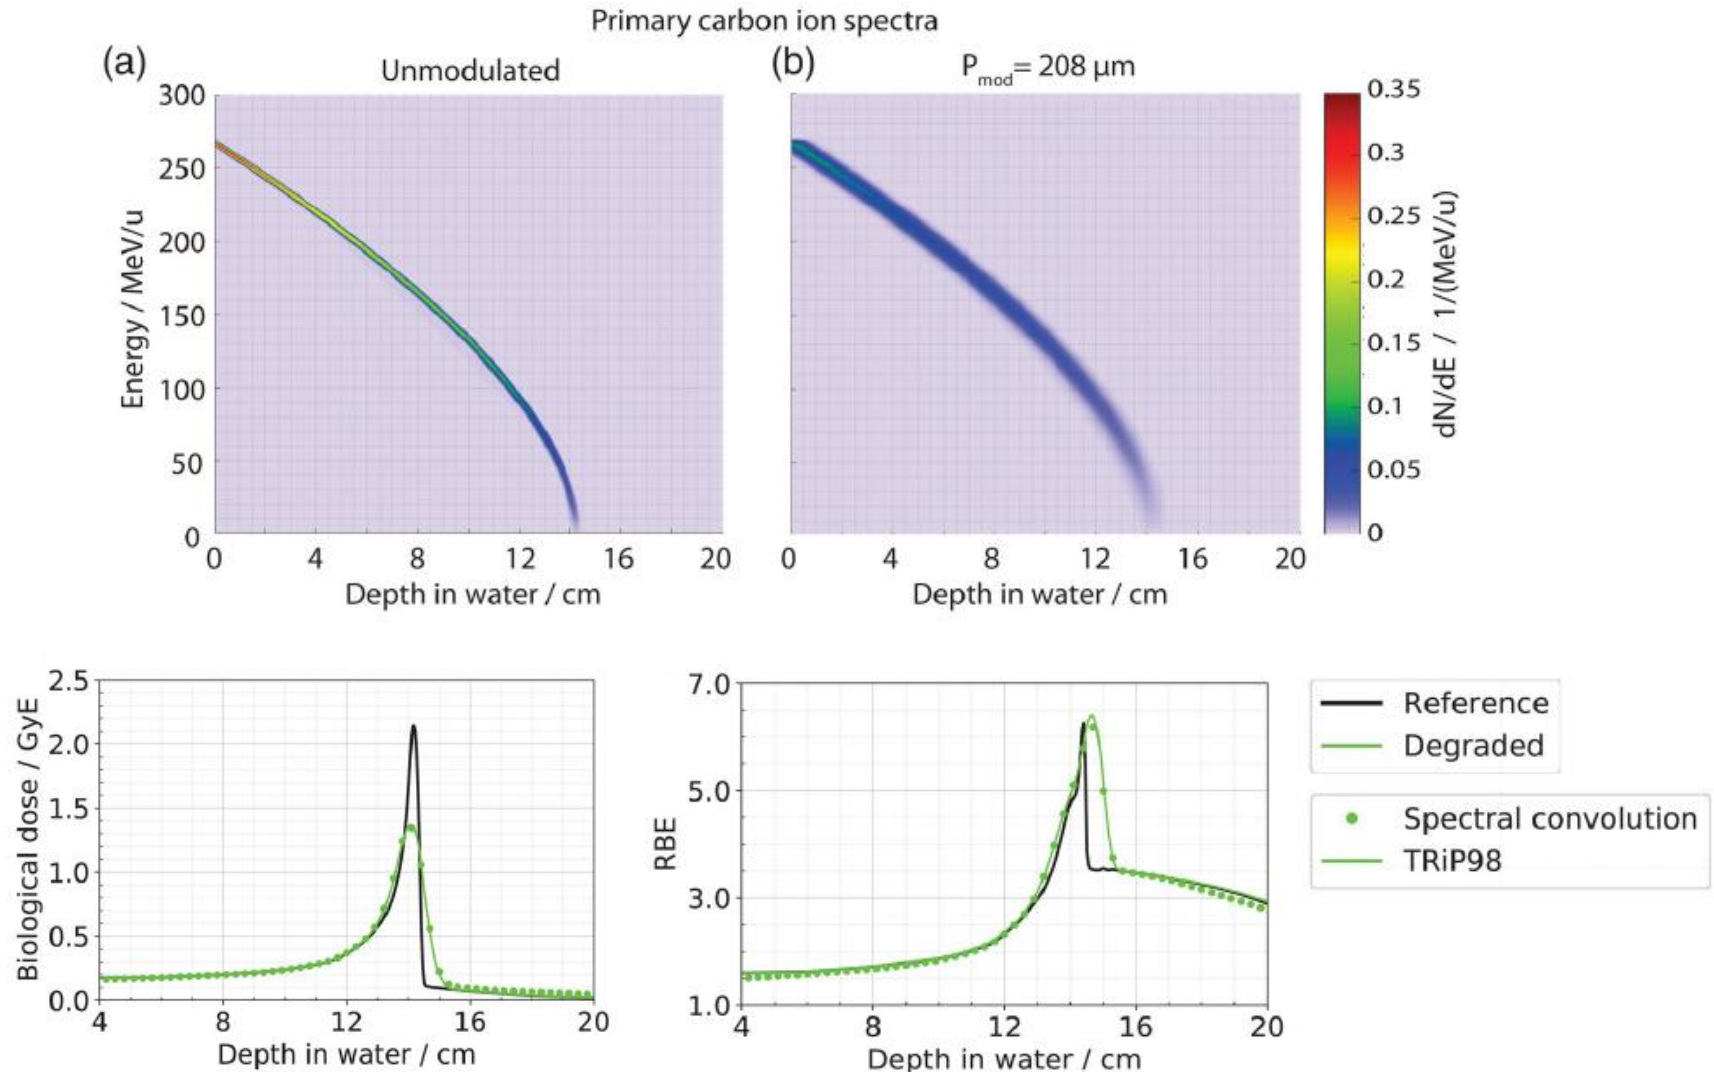 Primary carbon ion spectra
(a)
Unmodulated
(b)
Pmod= 208 µm
300
250
200
150
100
50
0
Energy / MeV/u
0 4 8 12 16 20
Depth in water / cm
0 4 8 12 16 20
Depth in water / cm
0.35
0.3
0.25
0.2
0.15
0.1
0.05
0
dN/dE / 1/(MeV/u)
2.5
2.0
1.5
1.0
0.5
0.0
Biological dose / GyE
4 8 12 16 20
Depth in water / cm
7.0
5.0
3.0
1.0
RBE
4 8 12 16 20
Depth in water / cm
Reference
Degraded
Spectral convolution
TRiP98